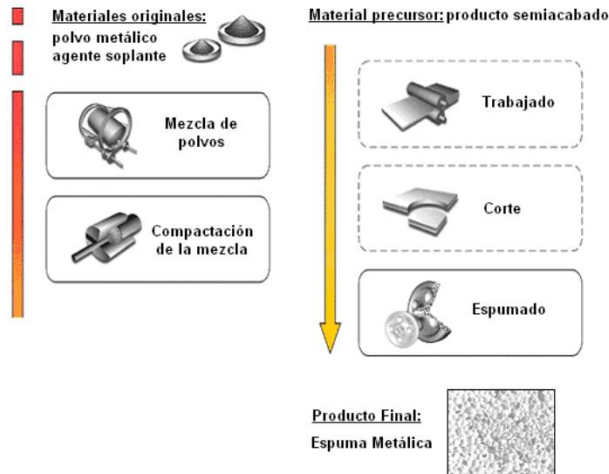 Materiales originales:
polvo metálico
agente soplante
Mezcla de
polvos
Compactación
de la mezcla
Material precursor: producto semiacabado
Trabajado
Corte
Espumado
Producto Final:
Espuma Metálica